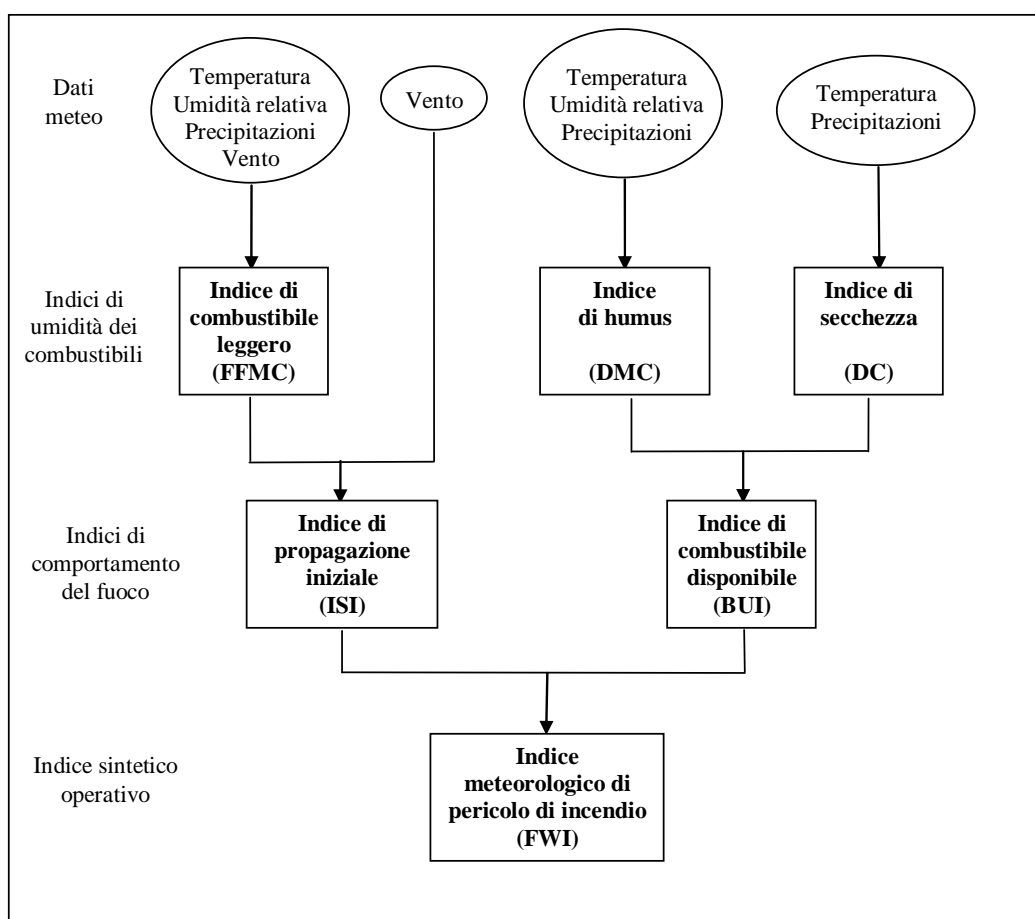 Dati
meteo
Temperatura
Umidità relativa
Precipitazioni
Vento
Vento
Temperatura
Umidità relativa
Precipitazioni
Temperatura
Precipitazioni
Indici di
umidità dei
combustibili
Indice di
combustibile
leggero
(FFMC)
Indice
di humus
(DMC)
Indice di
secchezza
(DC)
Indici di
comportamento
del fuoco
Indice di
propagazione
iniziale
(ISI)
Indice di
combustibile
disponibile
(BUI)
Indice sintetico
operativo
Indice
meteorologico di
pericolo di incendio
(FWI)